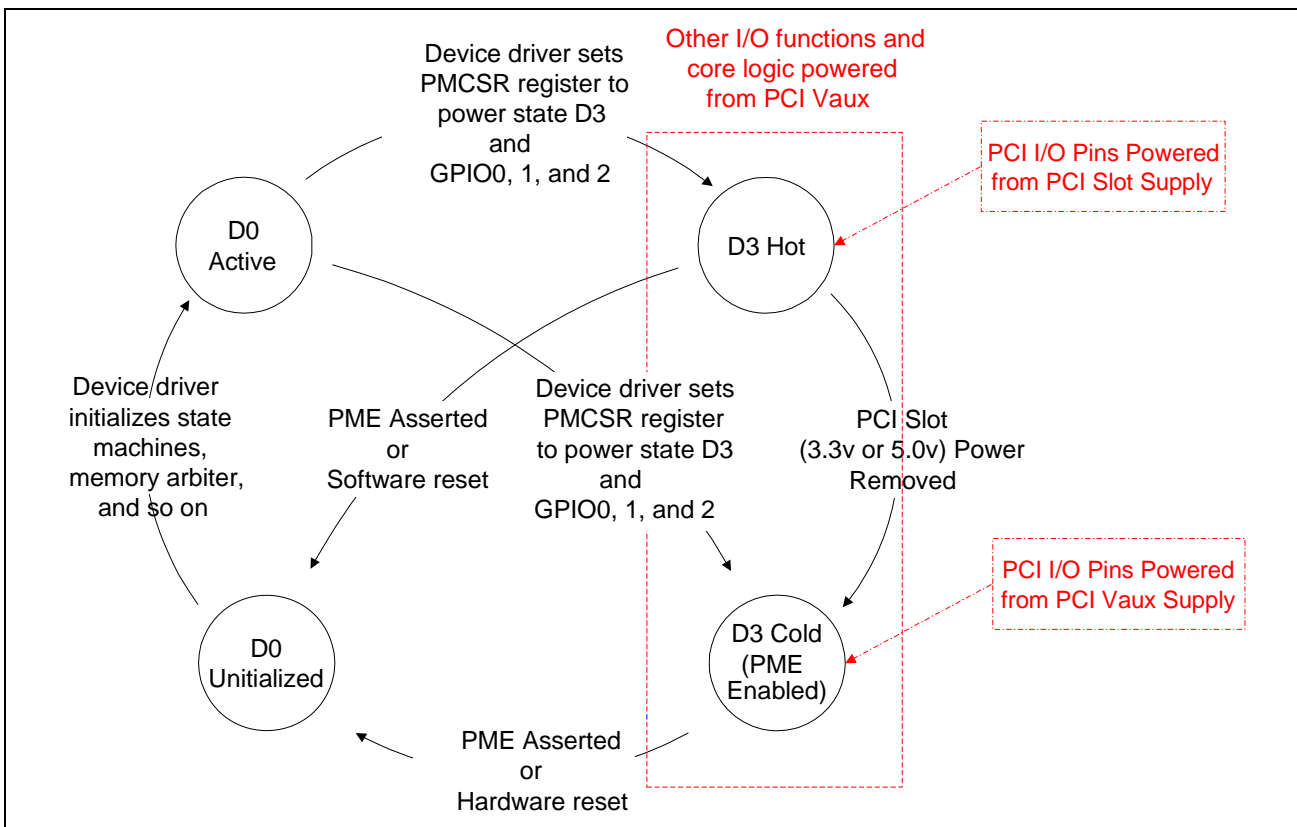 Device driver sets
PMCSR register to
power state D3
and
GPIO0, 1, and 2
Other I/O functions and
core logic powered
from PCI Vaux
PCI I/O Pins Powered
from PCI Slot Supply
D0
Active
D3 Hot
Device driver
initializes state
machines,
memory arbiter,
and so on
PME Asserted
or
Software reset
Device driver sets
PMCSR register
to power state D3
and
GPIO0, 1, and 2
PCI Slot
(3.3v or 5.0v) Power
Removed
PCI I/O Pins Powered
from PCI Vaux Supply
D0
Unitialized
D3 Cold
(PME
Enabled)
PME Asserted
or
Hardware reset